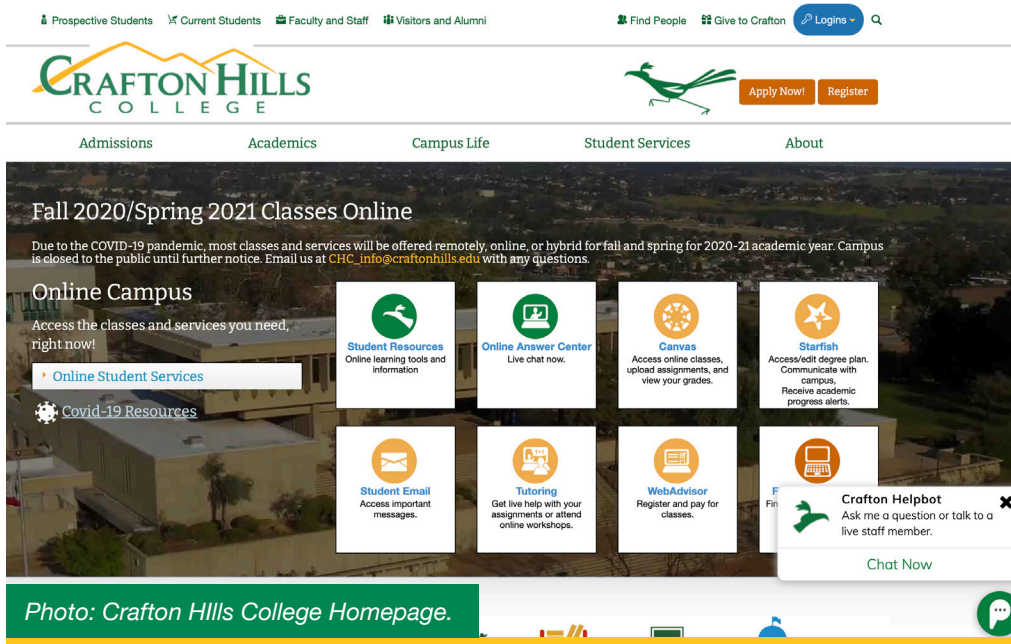 Prospective Students Current Students Faculty and Staff Visitors and Alumni Find People Give to Crafton Logins
CRAFTON HILLS
COLLEGE
Apply Now! Register
Admissions Academics Campus Life Student Services About
Fall 2020/Spring 2021 Classes Online
Due to the COVID-19 pandemic, most classes and services will be offered remotely, online, or hybrid for fall and spring for 2020-21 academic year. Campus
is closed to the public until further notice. Email us at CHC_info@craftonhills.edu with any questions.
Online Campus
Access the classes and services you need,
right now!
Online Student Services
Covid-19 Resources
Student Resources
Online learning tools and
information
Online Answer Center
Live chat now.
Canvas
Access online classes,
upload assignments, and
view your grades.
Starfish
Access/edit degree plan.
Communicate with
campus,
Receive academic
progress alerts.
Student Email
Access important
messages.
Tutoring
Get live help with your
assignments or attend
online workshops.
WebAdvisor
Register and pay for
classes.
Crafton Helpbot
Ask me a question or talk to a
live staff member.
Chat Now
Photo: Crafton HIlls College Homepage.